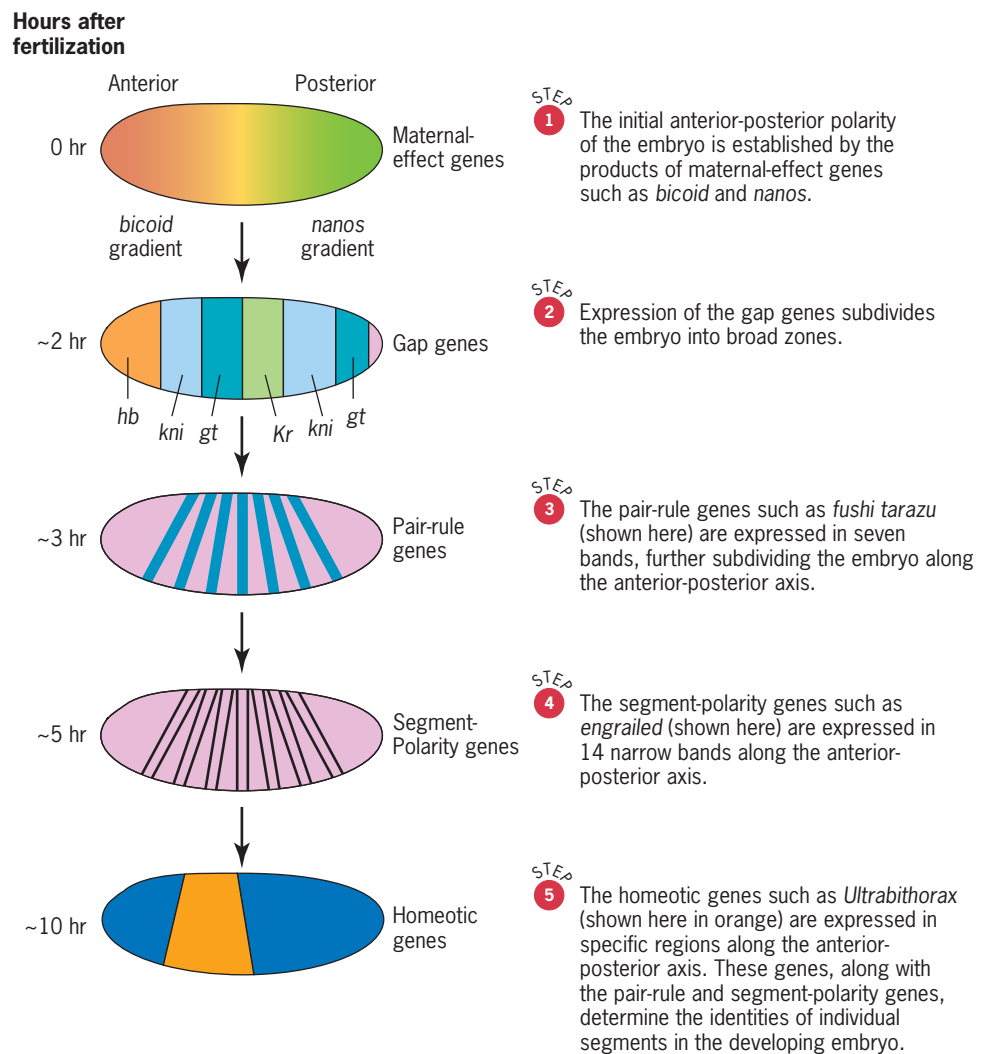 Hours after
fertilization
Anterior
Posterior
0 hr
Maternal-
effect genes
bicoid
gradient
nanos
gradient
STEP
1
The initial anterior-posterior polarity
of the embryo is established by the
products of maternal-effect genes
such as bicoid and nanos.
~2 hr
Gap genes
hb
kni
gt
Kr
kni
gt
STEP
2
Expression of the gap genes subdivides
the embryo into broad zones.
~3 hr
Pair-rule
genes
STEP
3
The pair-rule genes such as fushi tarazu
(shown here) are expressed in seven
bands, further subdividing the embryo along
the anterior-posterior axis.
~5 hr
Segment-
Polarity genes
STEP
4
The segment-polarity genes such as
engrailed (shown here) are expressed in
14 narrow bands along the anterior-
posterior axis.
~10 hr
Homeotic
genes
STEP
5
The homeotic genes such as Ultrabithorax
(shown here in orange) are expressed in
specific regions along the anterior-
posterior axis. These genes, along with
the pair-rule and segment-polarity genes,
determine the identities of individual
segments in the developing embryo.